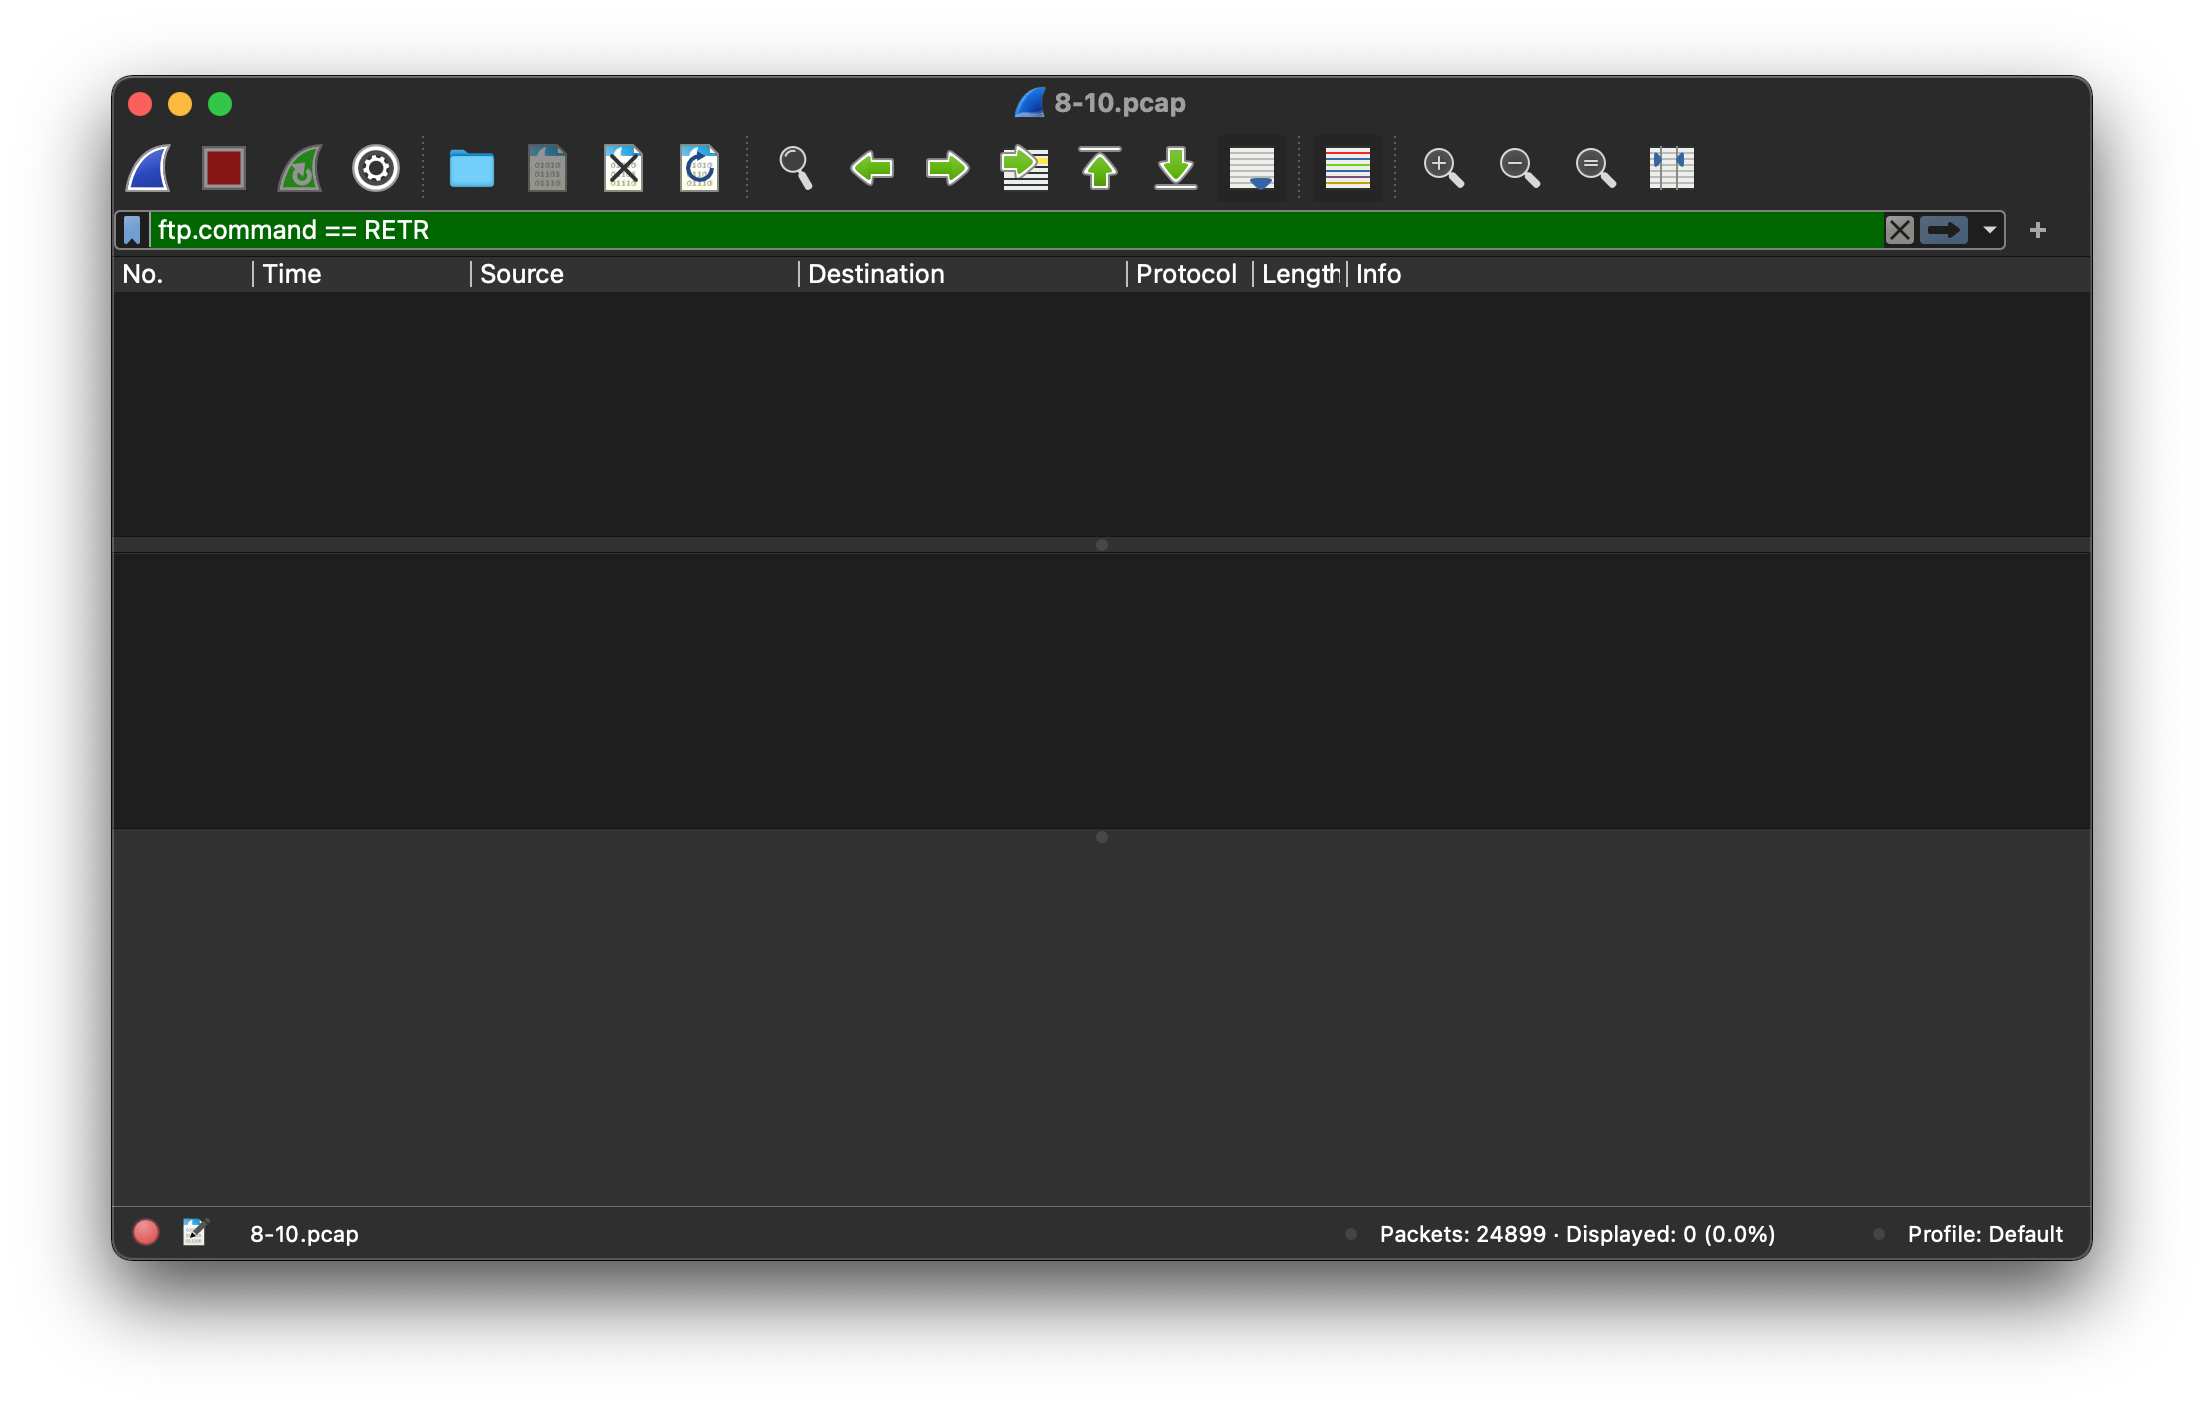 8-10.pcap
ftp.command == RETR
No. Time Source Destination Protocol Length Info
8-10.pcap Packets: 24899 · Displayed: 0 (0.0%) Profile: Default